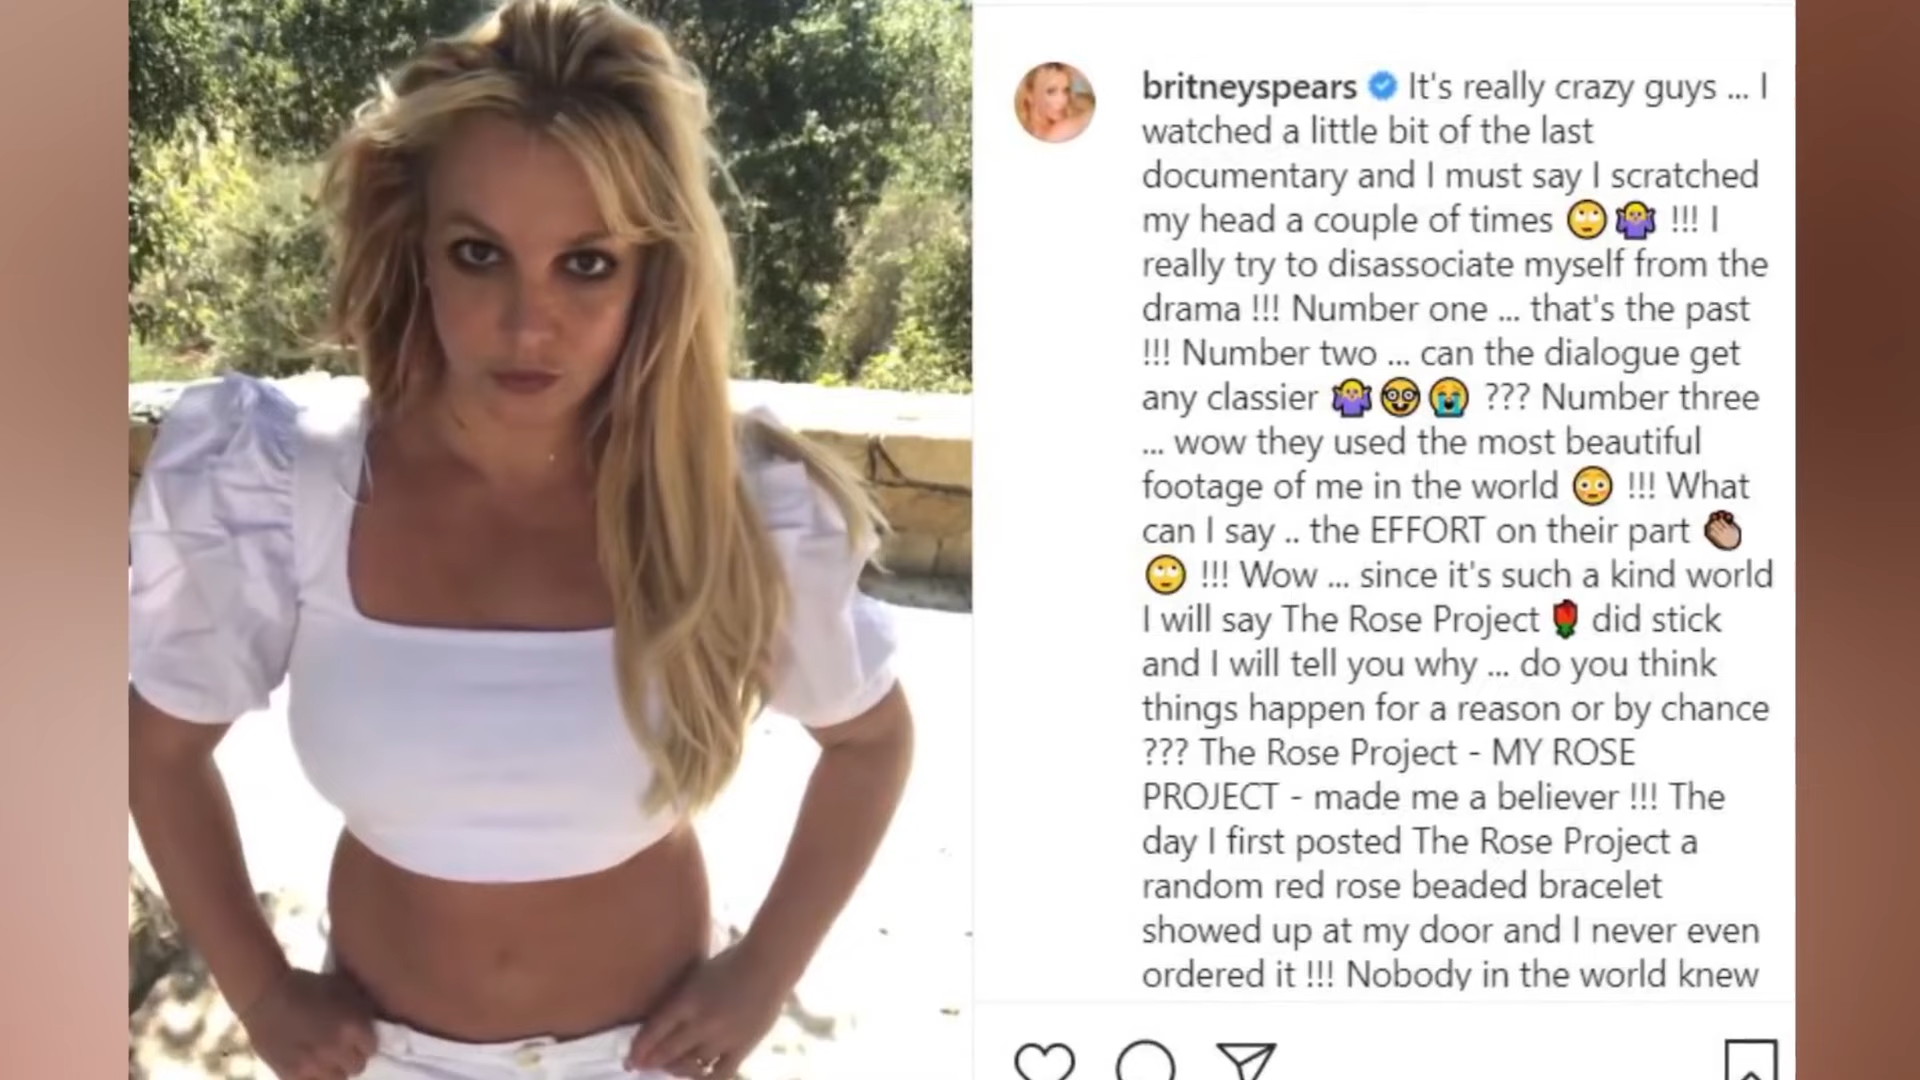 britneyspears It's really crazy guys ... I
watched a little bit of the last
documentary and I must say I scratched
my head a couple of times 🙄🤷‍♀️ !!! I
really try to disassociate myself from the
drama !!! Number one ... that's the past
!!! Number two ... can the dialogue get
any classier 🤷‍♀️🤓😭 ??? Number three
... wow they used the most beautiful
footage of me in the world 😳 !!! What
can I say .. the EFFORT on their part 👏🏼
🙄 !!! Wow ... since it's such a kind world
I will say The Rose Project 🌹 did stick
and I will tell you why ... do you think
things happen for a reason or by chance
??? The Rose Project - MY ROSE
PROJECT - made me a believer !!! The
day I first posted The Rose Project a
random red rose beaded bracelet
showed up at my door and I never even
ordered it !!! Nobody in the world knew